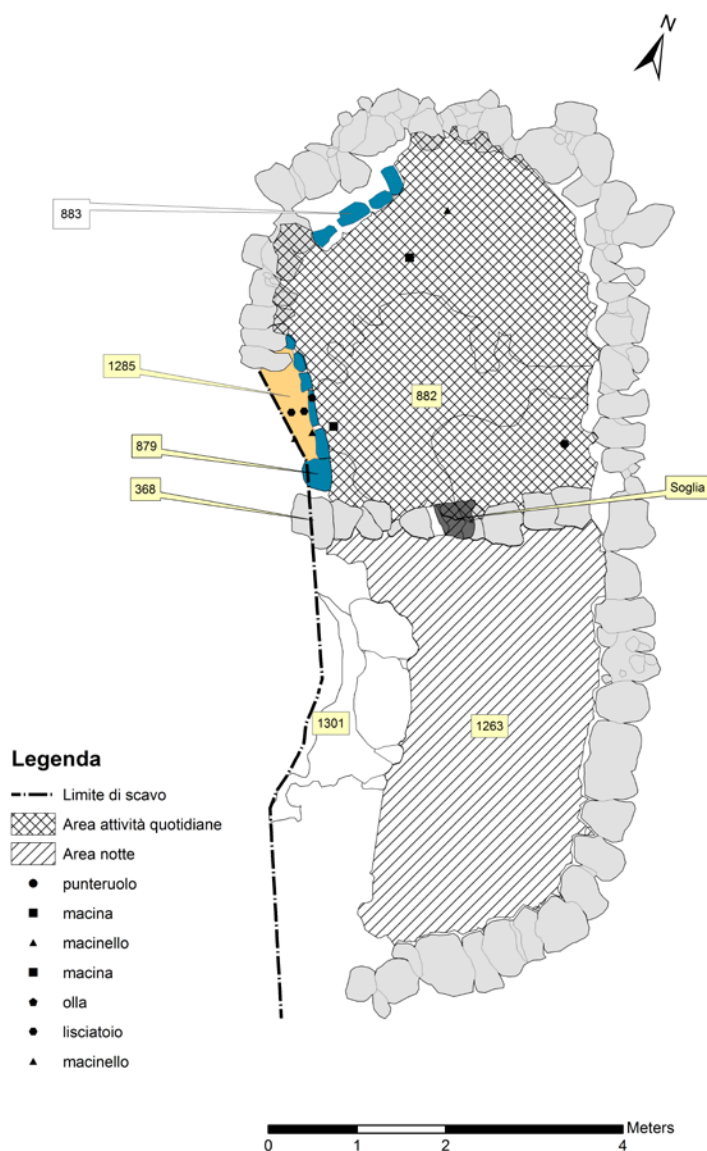 N
883
1285
882
879
368
Soglia
1301
1263
Legenda
Limite di scavo
Area attività quotidiane
Area notte
punteruolo
macina
macinello
macina
olla
lisciatoio
macinello
Meters
0 1 2 4